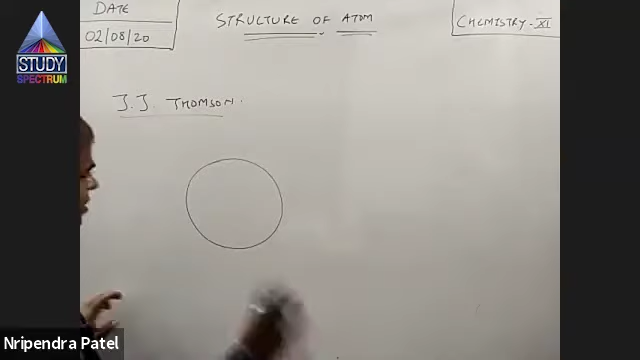 DATE
02/08/20
STRUCTURE OF ATOM
CHEMISTRY-XI
STUDY
SPECTRUM
J.J. THOMSON.
Nripendra Patel